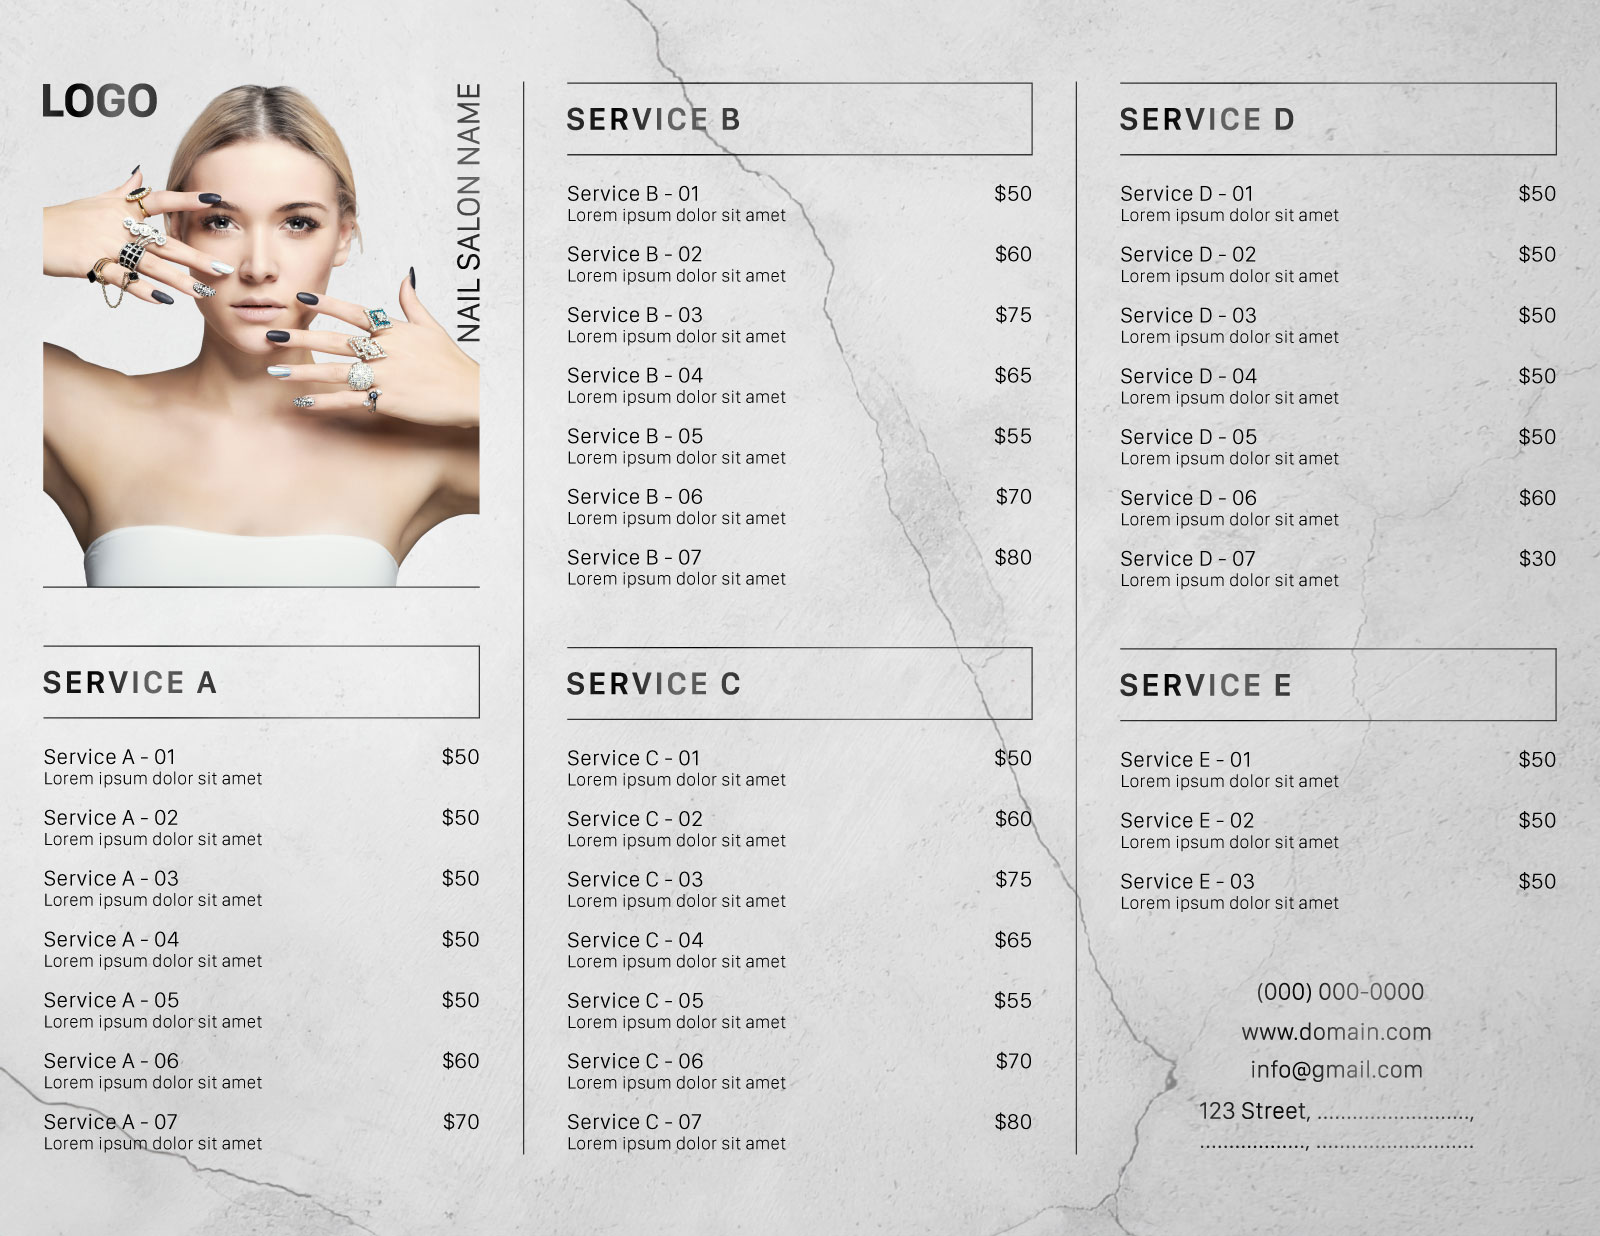 LOGO
NAIL SALON NAME
SERVICE A
Service A - 01 $50
Lorem ipsum dolor sit amet
Service A - 02 $50
Lorem ipsum dolor sit amet
Service A - 03 $50
Lorem ipsum dolor sit amet
Service A - 04 $50
Lorem ipsum dolor sit amet
Service A - 05 $50
Lorem ipsum dolor sit amet
Service A - 06 $60
Lorem ipsum dolor sit amet
Service A - 07 $70
Lorem ipsum dolor sit amet
SERVICE B
Service B - 01 $50
Lorem ipsum dolor sit amet
Service B - 02 $60
Lorem ipsum dolor sit amet
Service B - 03 $75
Lorem ipsum dolor sit amet
Service B - 04 $65
Lorem ipsum dolor sit amet
Service B - 05 $55
Lorem ipsum dolor sit amet
Service B - 06 $70
Lorem ipsum dolor sit amet
Service B - 07 $80
Lorem ipsum dolor sit amet
SERVICE C
Service C - 01 $50
Lorem ipsum dolor sit amet
Service C - 02 $60
Lorem ipsum dolor sit amet
Service C - 03 $75
Lorem ipsum dolor sit amet
Service C - 04 $65
Lorem ipsum dolor sit amet
Service C - 05 $55
Lorem ipsum dolor sit amet
Service C - 06 $70
Lorem ipsum dolor sit amet
Service C - 07 $80
Lorem ipsum dolor sit amet
SERVICE D
Service D - 01 $50
Lorem ipsum dolor sit amet
Service D - 02 $50
Lorem ipsum dolor sit amet
Service D - 03 $50
Lorem ipsum dolor sit amet
Service D - 04 $50
Lorem ipsum dolor sit amet
Service D - 05 $50
Lorem ipsum dolor sit amet
Service D - 06 $60
Lorem ipsum dolor sit amet
Service D - 07 $30
Lorem ipsum dolor sit amet
SERVICE E
Service E - 01 $50
Lorem ipsum dolor sit amet
Service E - 02 $50
Lorem ipsum dolor sit amet
Service E - 03 $50
Lorem ipsum dolor sit amet
(000) 000-0000
www.domain.com
info@gmail.com
123 Street, ..........................,
.................., ...........................